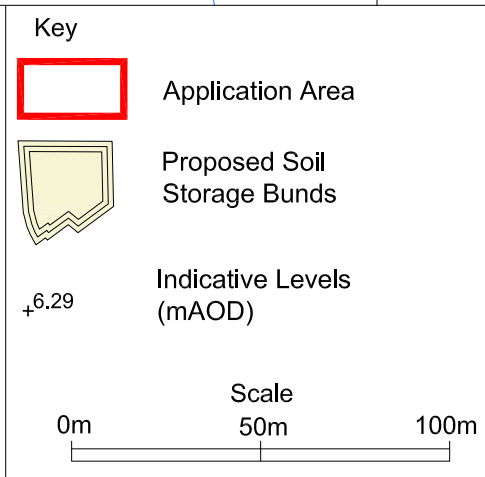 Key
Application Area
Proposed Soil
Storage Bunds
Indicative Levels
(mAOD)
+6.29
Scale
0m 50m 100m